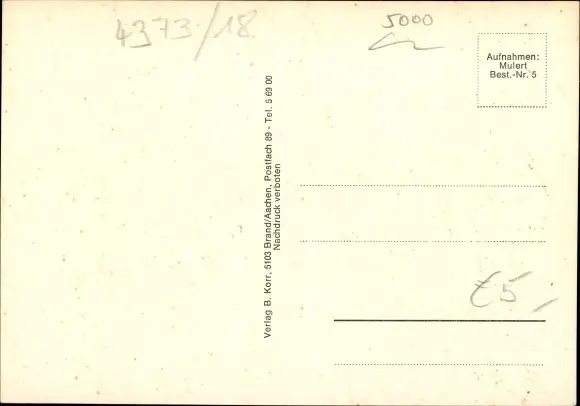 4373/18
5000
Aufnahmen:
Mulert
Best.-Nr. 5
Verlag B. Korr, 5103 Brand/Aachen, Postfach 89 - Tel. 5 69 00
Nachdruck verboten
€5,-